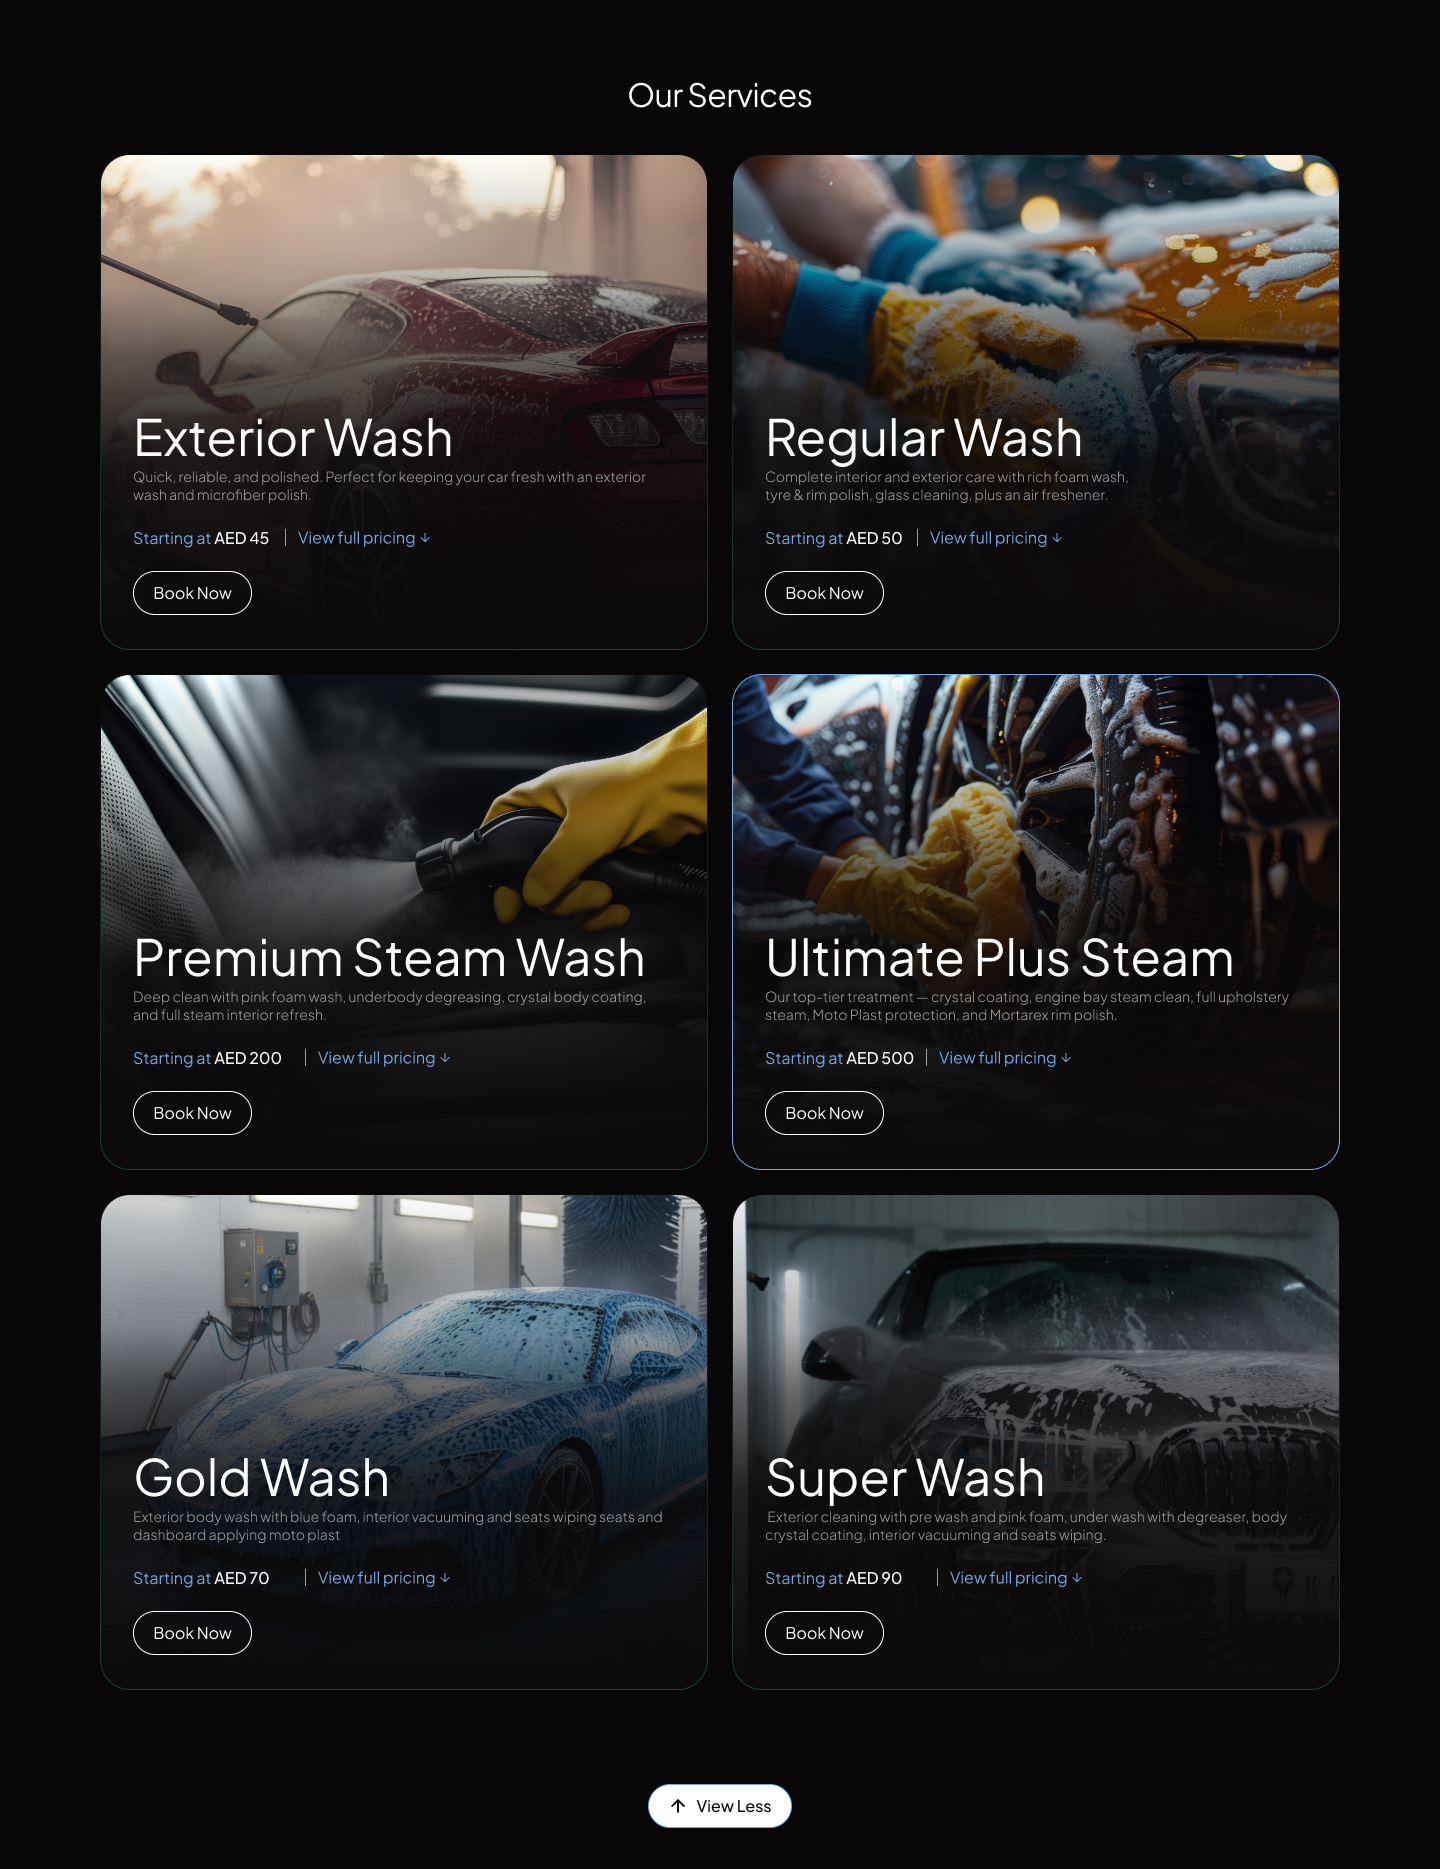 Our Services
Exterior Wash
Quick, reliable, and polished. Perfect for keeping your car fresh with an exterior
wash and microfiber polish.
Starting at AED 45 | View full pricing ↓
Book Now
Regular Wash
Complete interior and exterior care with rich foam wash,
tyre & rim polish, glass cleaning, plus an air freshener.
Starting at AED 50 | View full pricing ↓
Book Now
Premium Steam Wash
Deep clean with pink foam wash, underbody degreasing, crystal body coating,
and full steam interior refresh.
Starting at AED 200 | View full pricing ↓
Book Now
Ultimate Plus Steam
Our top-tier treatment — crystal coating, engine bay steam clean, full upholstery
steam, Moto Plast protection, and Mortarex rim polish.
Starting at AED 500 | View full pricing ↓
Book Now
Gold Wash
Exterior body wash with blue foam, interior vacuuming and seats wiping seats and
dashboard applying moto plast
Starting at AED 70 | View full pricing ↓
Book Now
Super Wash
Exterior cleaning with pre wash and pink foam, under wash with degreaser, body
crystal coating, interior vacuuming and seats wiping.
Starting at AED 90 | View full pricing ↓
Book Now
↑ View Less